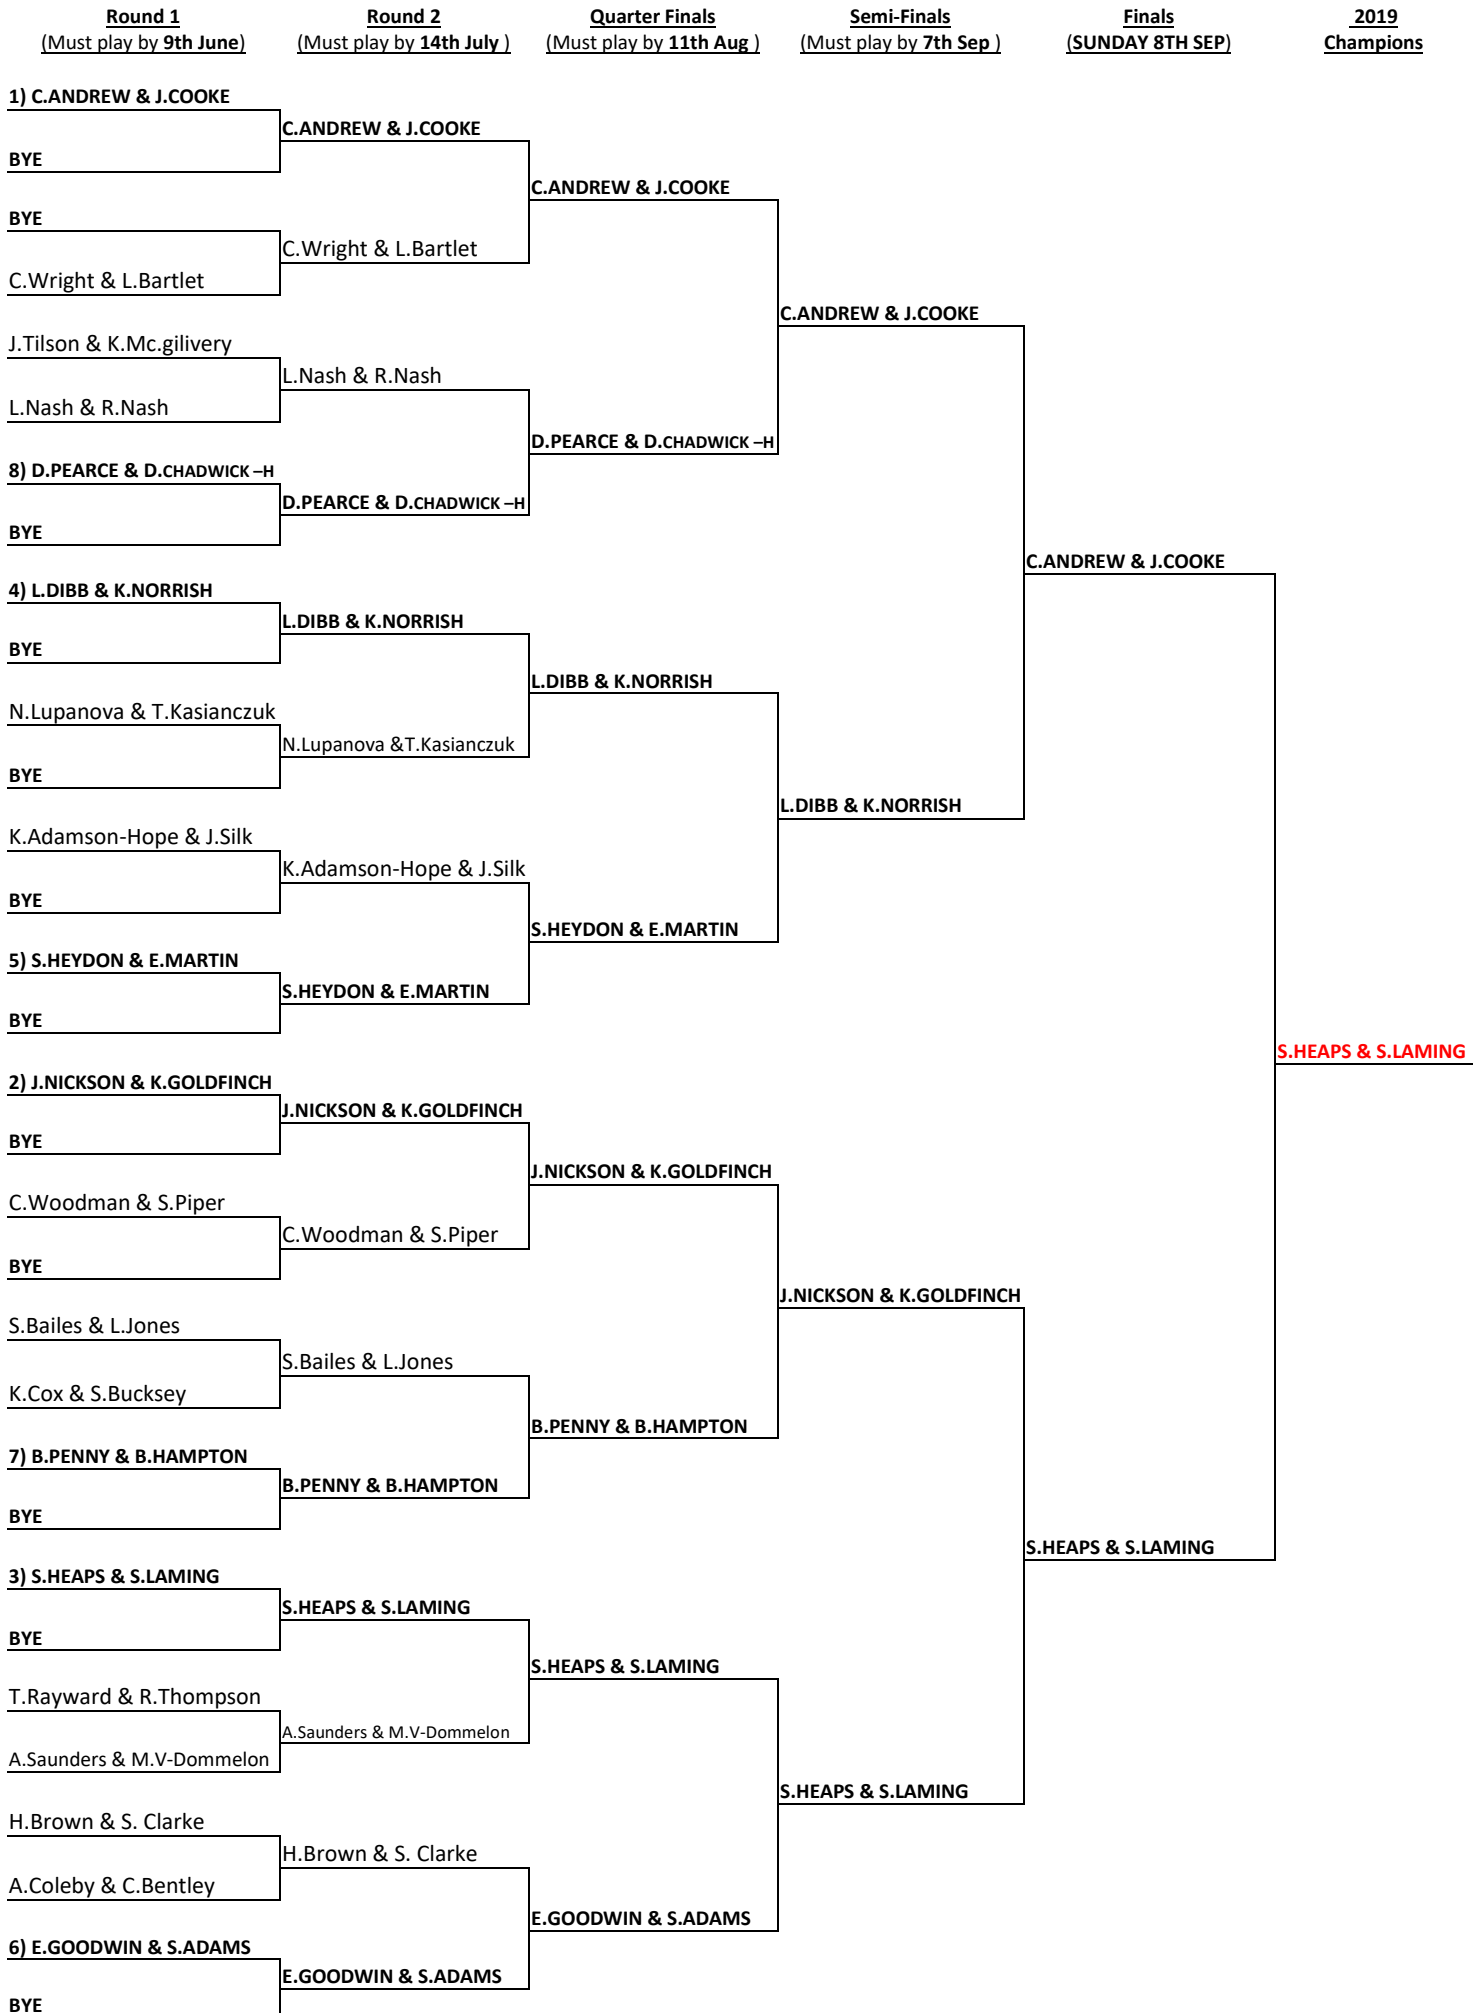 Round 1
(Must play by 9th June)
Round 2
(Must play by 14th July )
Quarter Finals
(Must play by 11th Aug )
Semi-Finals
(Must play by 7th Sep )
Finals
(SUNDAY 8TH SEP)
2019
Champions
1) C.ANDREW & J.COOKE
BYE
BYE
C.Wright & L.Bartlet
J.Tilson & K.Mc.gilivery
L.Nash & R.Nash
8) D.PEARCE & D.CHADWICK –H
BYE
4) L.DIBB & K.NORRISH
BYE
N.Lupanova & T.Kasianczuk
BYE
K.Adamson-Hope & J.Silk
BYE
5) S.HEYDON & E.MARTIN
BYE
2) J.NICKSON & K.GOLDFINCH
BYE
C.Woodman & S.Piper
BYE
S.Bailes & L.Jones
K.Cox & S.Bucksey
7) B.PENNY & B.HAMPTON
BYE
3) S.HEAPS & S.LAMING
BYE
T.Rayward & R.Thompson
A.Saunders & M.V-Dommelon
H.Brown & S. Clarke
A.Coleby & C.Bentley
6) E.GOODWIN & S.ADAMS
BYE
C.ANDREW & J.COOKE
C.Wright & L.Bartlet
L.Nash & R.Nash
D.PEARCE & D.CHADWICK –H
L.DIBB & K.NORRISH
N.Lupanova &T.Kasianczuk
K.Adamson-Hope & J.Silk
S.HEYDON & E.MARTIN
J.NICKSON & K.GOLDFINCH
C.Woodman & S.Piper
S.Bailes & L.Jones
B.PENNY & B.HAMPTON
S.HEAPS & S.LAMING
A.Saunders & M.V-Dommelon
H.Brown & S. Clarke
E.GOODWIN & S.ADAMS
C.ANDREW & J.COOKE
D.PEARCE & D.CHADWICK –H
L.DIBB & K.NORRISH
S.HEYDON & E.MARTIN
J.NICKSON & K.GOLDFINCH
B.PENNY & B.HAMPTON
S.HEAPS & S.LAMING
E.GOODWIN & S.ADAMS
C.ANDREW & J.COOKE
L.DIBB & K.NORRISH
J.NICKSON & K.GOLDFINCH
S.HEAPS & S.LAMING
C.ANDREW & J.COOKE
S.HEAPS & S.LAMING
S.HEAPS & S.LAMING